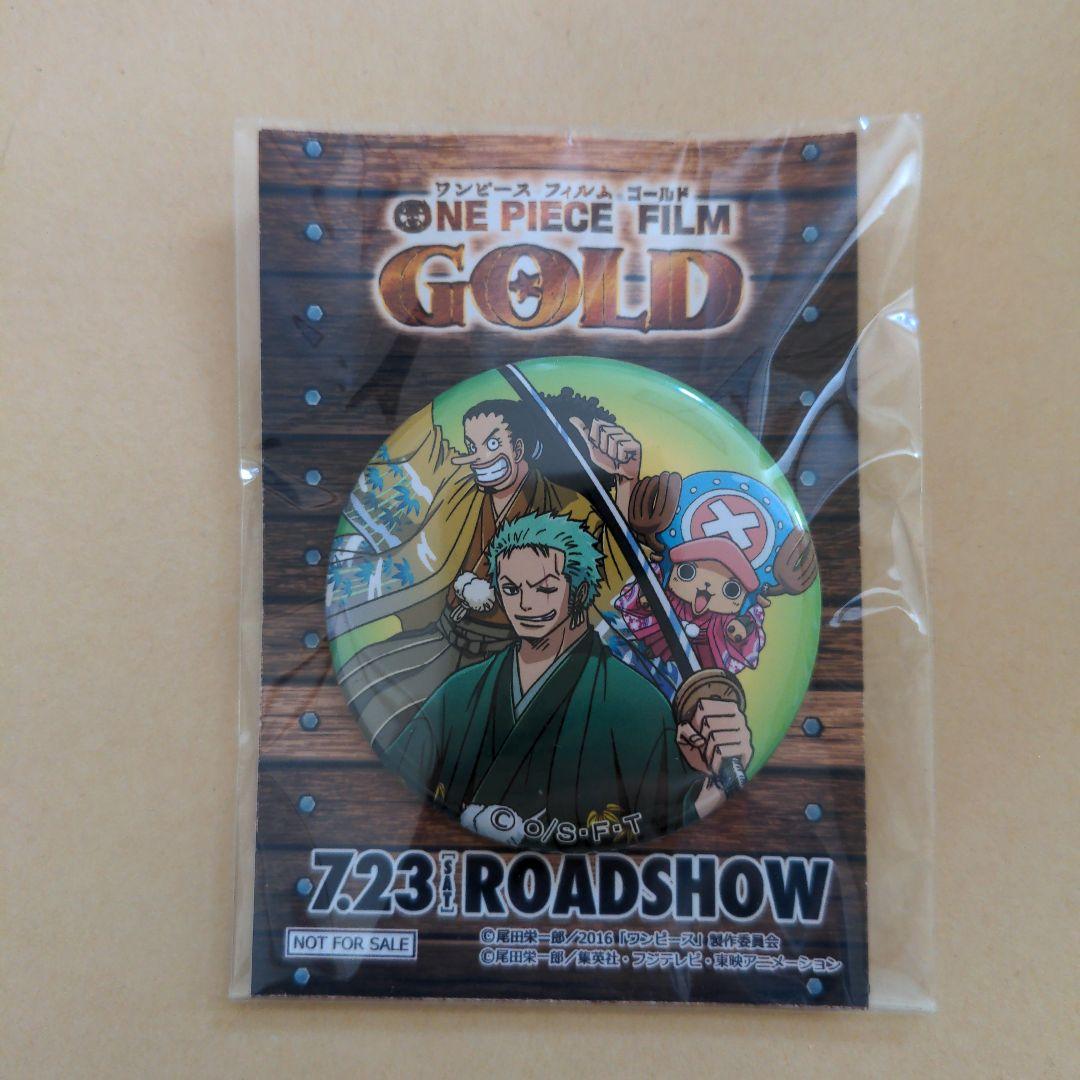 ワンピース フィルム ゴールド
ONE PIECE FILM
GOLD
© O/S・F・T
7.23 [SAT] ROADSHOW
NOT FOR SALE
©尾田栄一郎/2016「ワンピース」製作委員会
©尾田栄一郎/集英社・フジテレビ・東映アニメーション